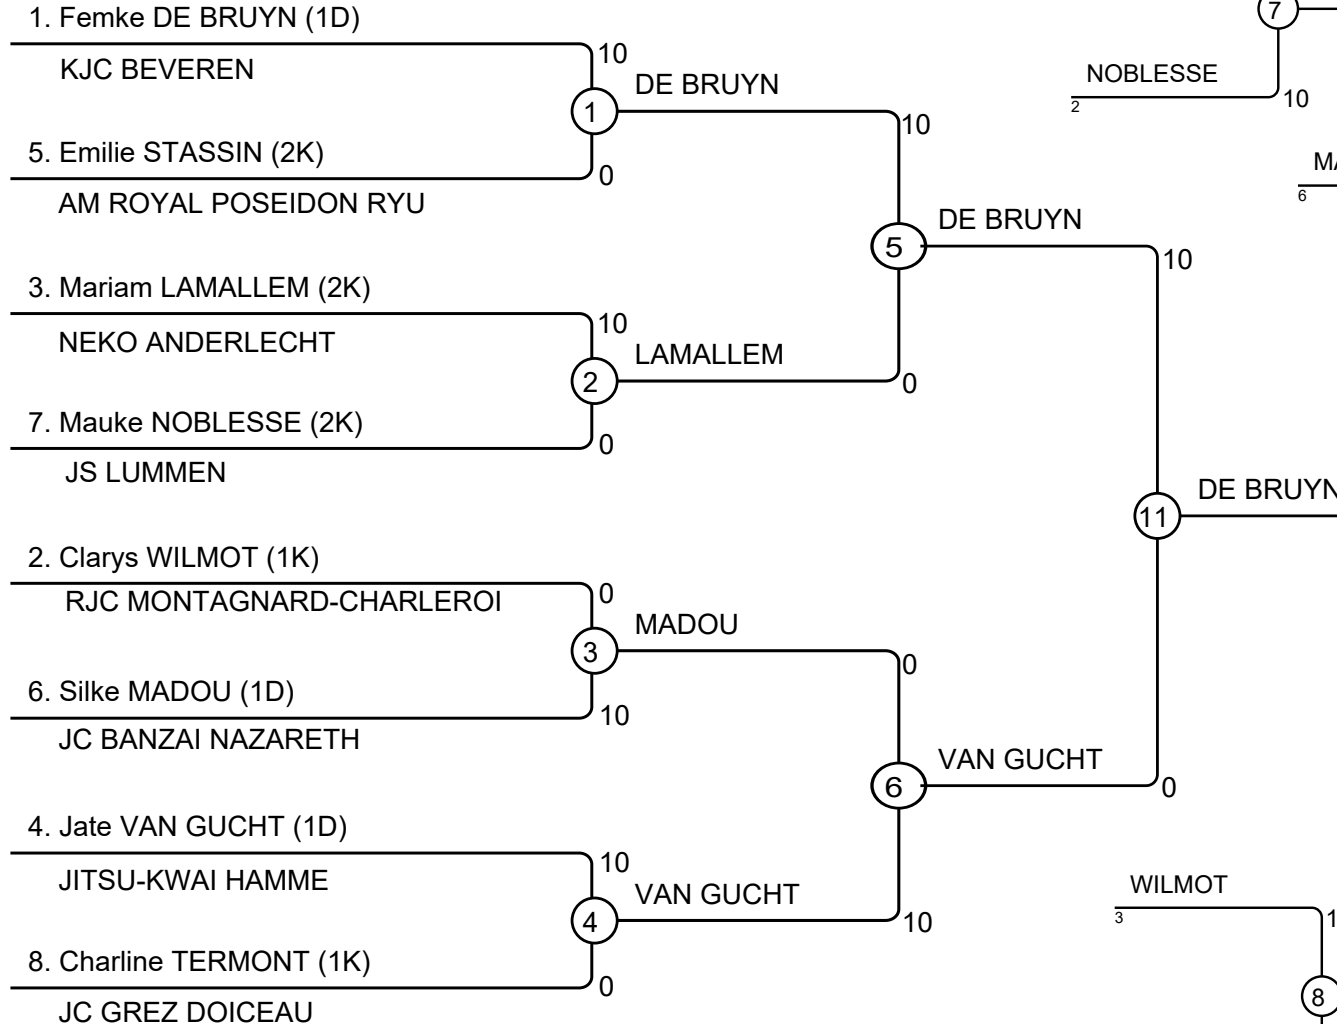 1. Femke DE BRUYN (1D)
KJC BEVEREN
10
1
DE BRUYN
5. Emilie STASSIN (2K)
0
AM ROYAL POSEIDON RYU
10
5
DE BRUYN
3. Mariam LAMALLEM (2K)
NEKO ANDERLECHT
10
2
LAMALLEM
0
7. Mauke NOBLESSE (2K)
0
JS LUMMEN
10
11
DE BRUYN
2. Clarys WILMOT (1K)
RJC MONTAGNARD-CHARLEROI
0
3
MADOU
6. Silke MADOU (1D)
10
JC BANZAI NAZARETH
0
6
VAN GUCHT
0
4. Jate VAN GUCHT (1D)
JITSU-KWAI HAMME
10
4
VAN GUCHT
10
8. Charline TERMONT (1K)
0
JC GREZ DOICEAU
7
NOBLESSE
2
10
MA
6
WILMOT
3
1
8